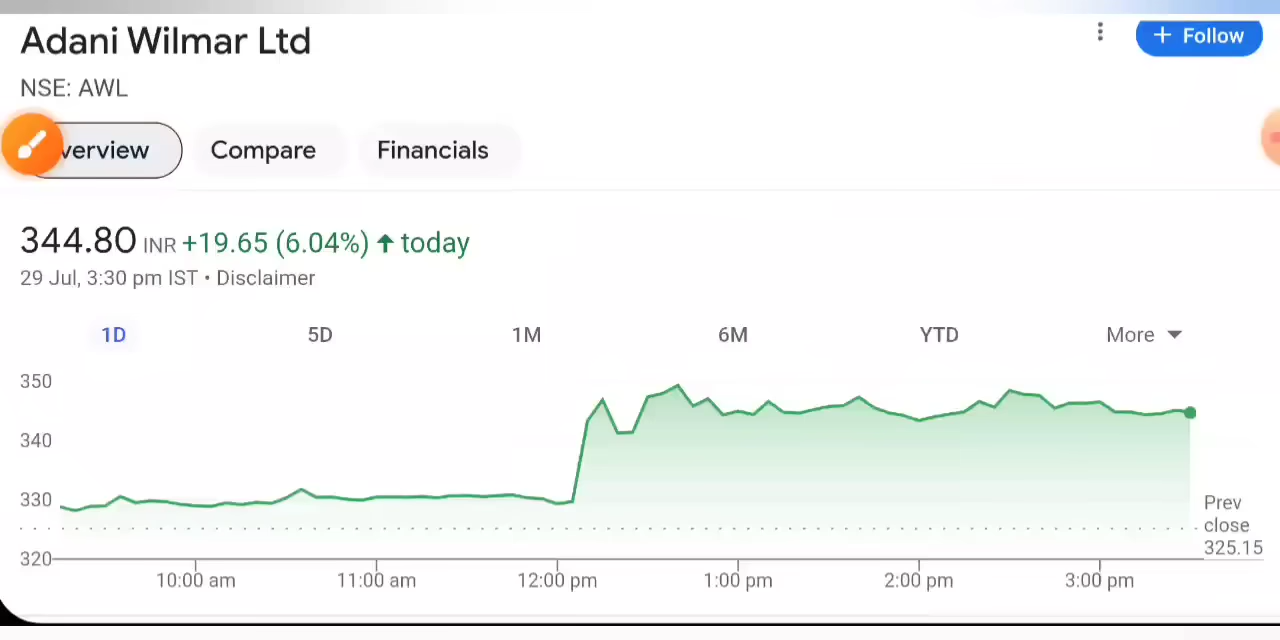 Adani Wilmar Ltd
+ Follow
NSE: AWL
verview
Compare
Financials
344.80 INR +19.65 (6.04%) ↑ today
29 Jul, 3:30 pm IST • Disclaimer
1D 5D 1M 6M YTD More
350
340
330
320
Prev
close
325.15
10:00 am 11:00 am 12:00 pm 1:00 pm 2:00 pm 3:00 pm